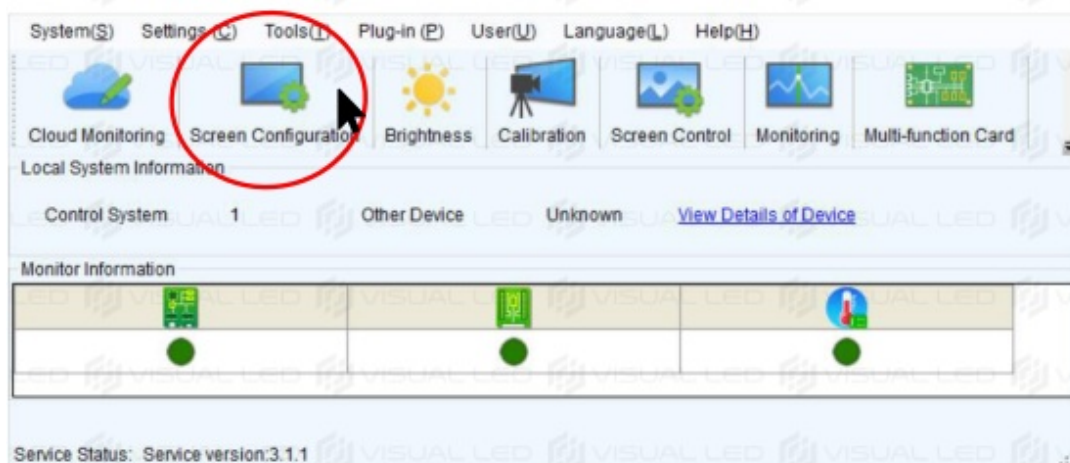 System(S) Settings (C) Tools(T) Plug-in (P) User(U) Language(L) Help(H)
Cloud Monitoring Screen Configuration Brightness Calibration Screen Control Monitoring Multi-function Card
Local System Information
Control System 1 Other Device Unknown View Details of Device
Monitor Information
Service Status: Service version:3.1.1
VISUAL LED